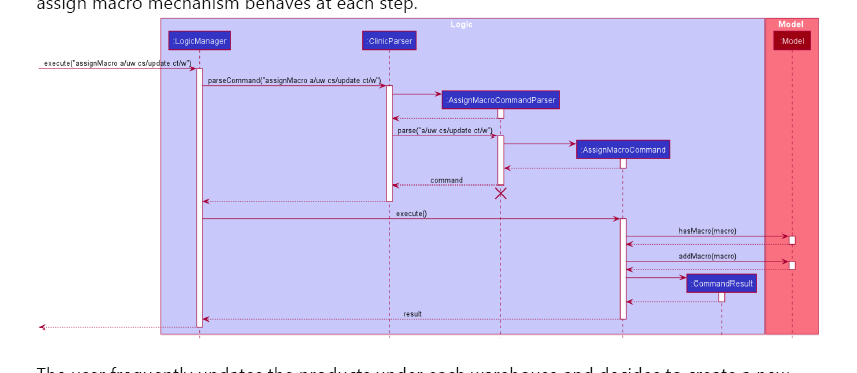 assign macro mechanism behaves at each step.
Logic
Model
:LogicManager
:ClinicParser
:Model
execute("assignMacro a/uw cs/update ct/w")
parseCommand("assignMacro a/uw cs/update ct/w")
:AssignMacroCommandParser
parse("a/uw cs/update ct/w")
:AssignMacroCommand
command
execute()
hasMacro(macro)
addMacro(macro)
:CommandResult
result
The user frequently updates the products under each warehouse and decides to create a new